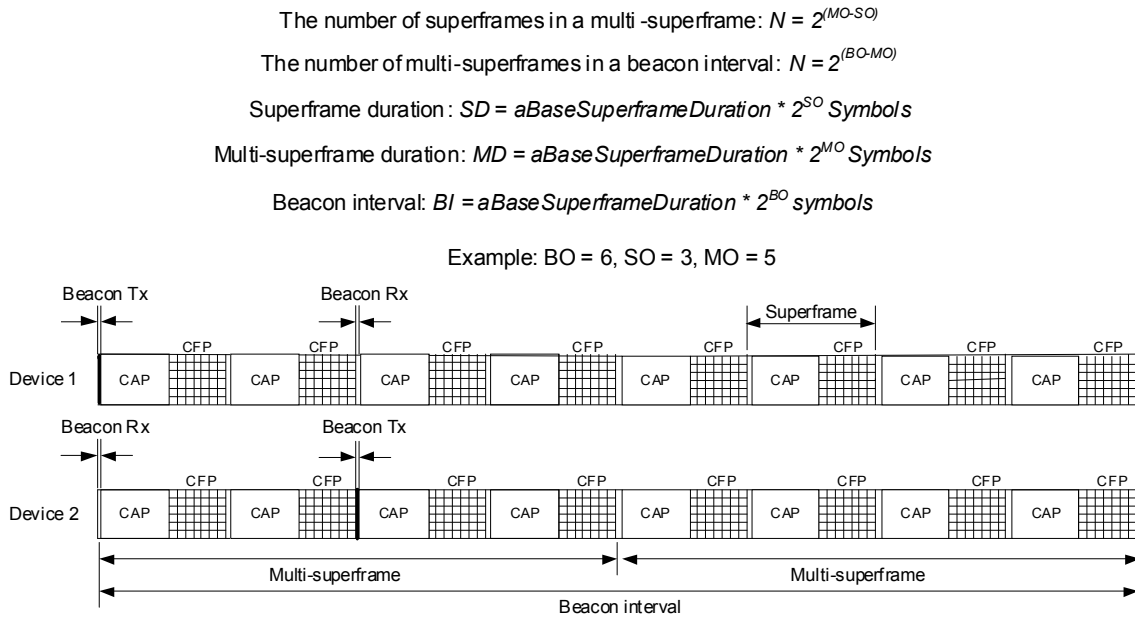 The number of superframes in a multi -superframe: N = 2^(MO-SO)
The number of multi-superframes in a beacon interval: N = 2^(BO-MO)
Superframe duration : SD = aBaseSuperframeDuration * 2^SO Symbols
Multi-superframe duration: MD = aBaseSuperframeDuration * 2^MO Symbols
Beacon interval: BI = aBaseSuperframeDuration * 2^BO symbols
Example: BO = 6, SO = 3, MO = 5
Beacon Tx Beacon Rx Superframe
CFP CFP CFP CFP CFP CFP CFP CFP
Device 1 CAP CAP CAP CAP CAP CAP CAP CAP
Beacon Rx Beacon Tx
CFP CFP CFP CFP CFP CFP CFP CFP
Device 2 CAP CAP CAP CAP CAP CAP CAP CAP
Multi-superframe Multi-superframe
Beacon interval